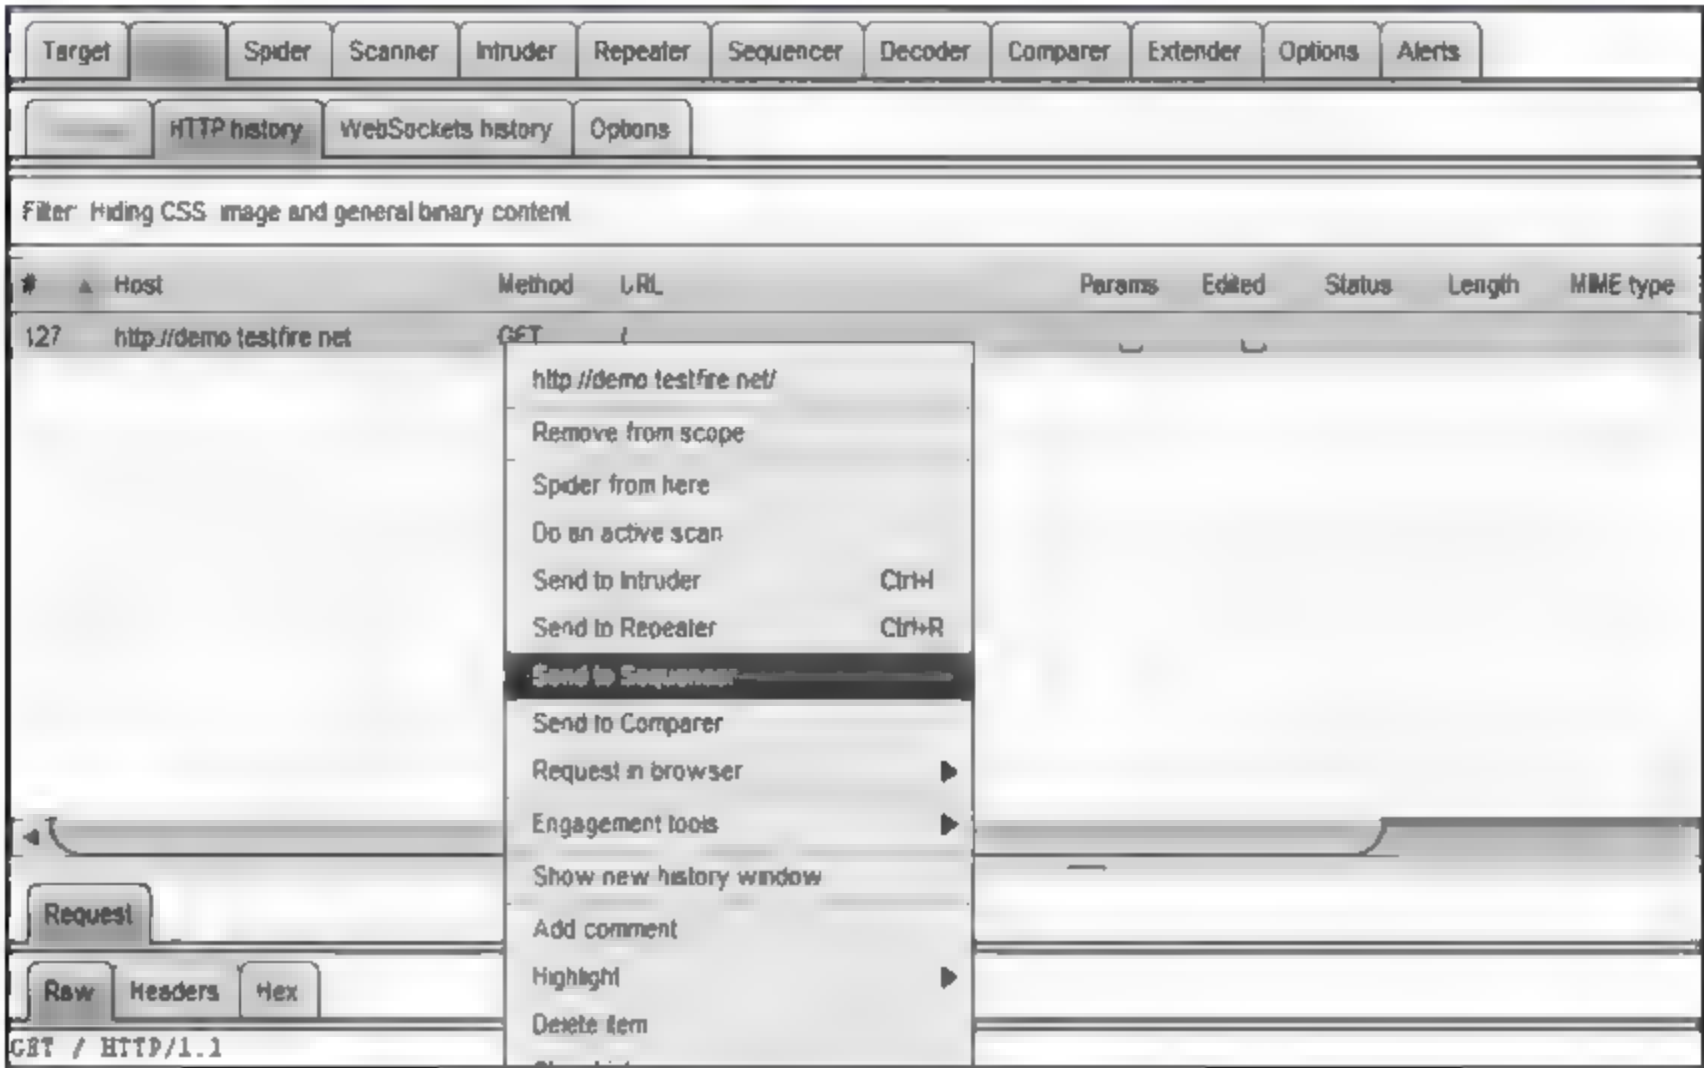 Target Spider Scanner Intruder Repeater Sequencer Decoder Comparer Extender Options Alerts
HTTP history WebSockets history Options
Filter: Hiding CSS image and general binary content
# Host Method URL Params Edited Status Length MIME type
127 http://demo testfire net GET /
http://demo testfire net/
Remove from scope
Spider from here
Do an active scan
Send to Intruder Ctrl+I
Send to Repeater Ctrl+R
Send to Sequencer
Send to Comparer
Request in browser
Engagement tools
Show new history window
Add comment
Highlight
Delete item
Request
Raw Headers Hex
GET / HTTP/1.1